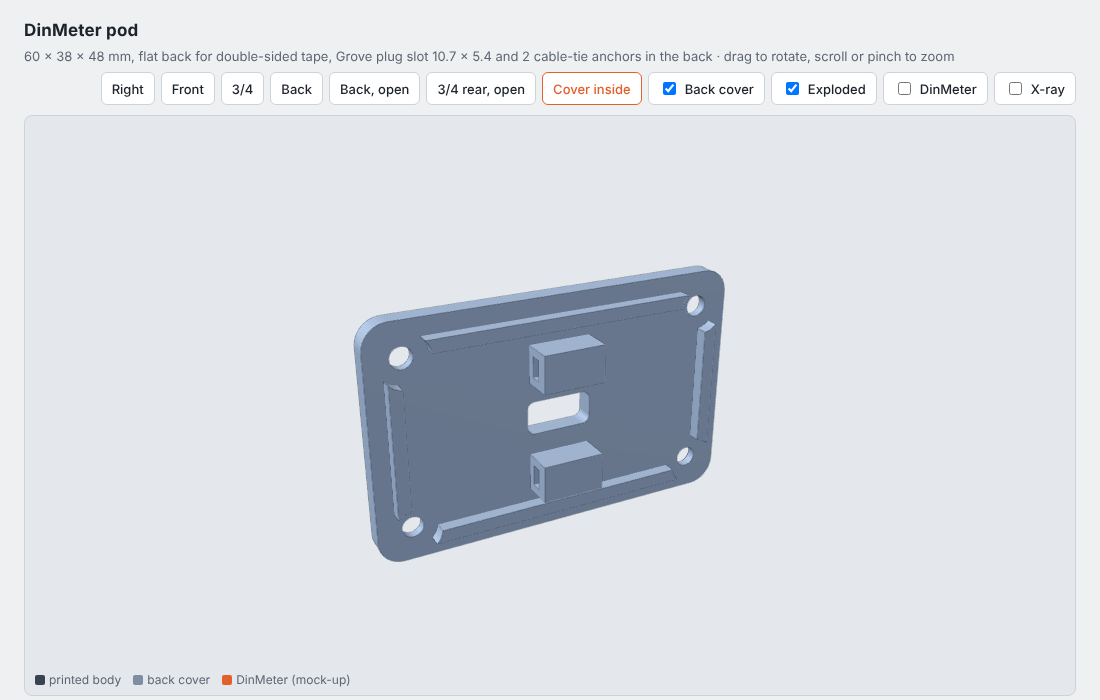 DinMeter pod
60 × 38 × 48 mm, flat back for double-sided tape, Grove plug slot 10.7 × 5.4 and 2 cable-tie anchors in the back · drag to rotate, scroll or pinch to zoom
Right Front 3/4 Back Back, open 3/4 rear, open Cover inside Back cover Exploded DinMeter X-ray
printed body back cover DinMeter (mock-up)